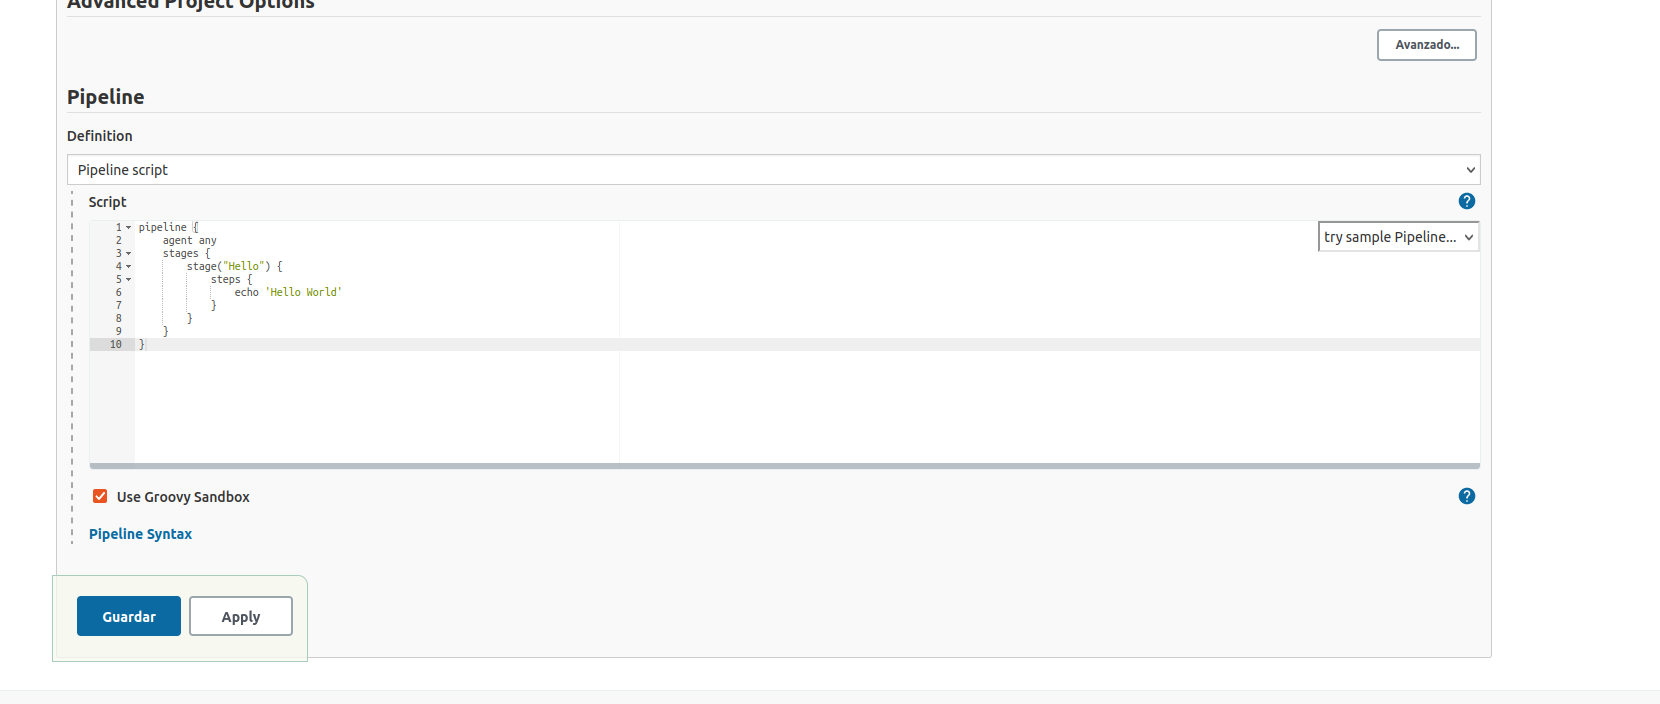 Advanced Project Options
Avanzado...
Pipeline
Definition
Pipeline script
Script
?
try sample Pipeline...
1 pipeline {
2     agent any
3     stages {
4         stage("Hello") {
5             steps {
6                 echo 'Hello World'
7             }
8         }
9     }
10 }
Use Groovy Sandbox
?
Pipeline Syntax
Guardar
Apply